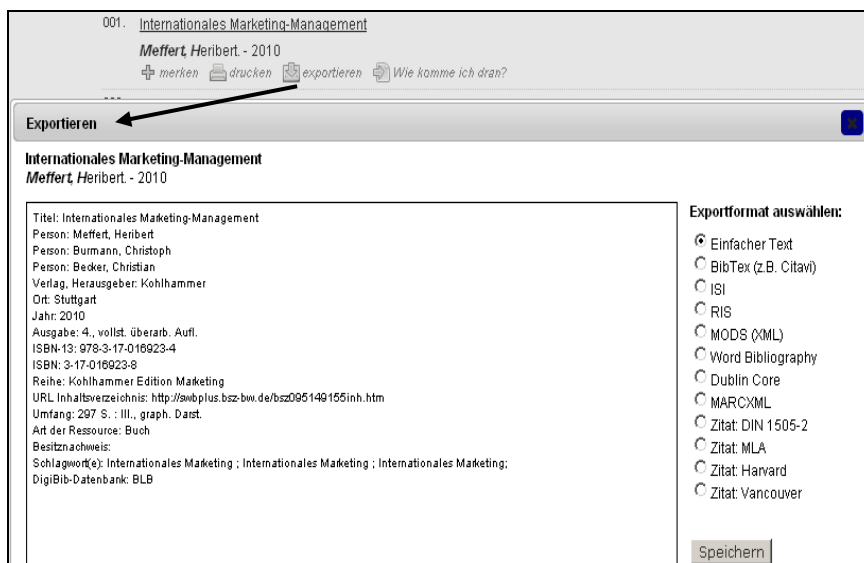 001. Internationales Marketing-Management
Meffert, Heribert. - 2010
merken drucken exportieren Wie komme ich dran?
Exportieren x
Internationales Marketing-Management
Meffert, Heribert. - 2010
Titel: Internationales Marketing-Management
Person: Meffert, Heribert
Person: Burmann, Christoph
Person: Becker, Christian
Verlag, Herausgeber: Kohlhammer
Ort: Stuttgart
Jahr: 2010
Ausgabe: 4., vollst. überarb. Aufl.
ISBN-13: 978-3-17-016923-4
ISBN: 3-17-016923-8
Reihe: Kohlhammer Edition Marketing
URL Inhaltsverzeichnis: http://swbplus.bsz-bw.de/bsz095149155inh.htm
Umfang: 297 S. : Ill., graph. Darst.
Art der Ressource: Buch
Besitznachweis:
Schlagwort(e): Internationales Marketing ; Internationales Marketing ; Internationales Marketing;
DigiBib-Datenbank: BLB
Exportformat auswählen:
Einfacher Text
BibTex (z.B. Citavi)
ISI
RIS
MODS (XML)
Word Bibliography
Dublin Core
MARCXML
Zitat: DIN 1505-2
Zitat: MLA
Zitat: Harvard
Zitat: Vancouver
Speichern